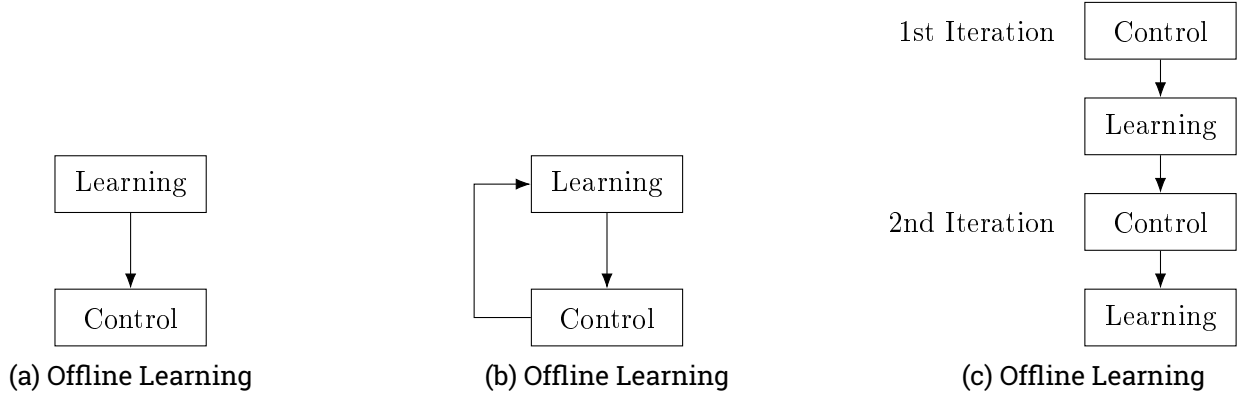 Learning
Control
(a) Offline Learning
Learning
Control
(b) Offline Learning
1st Iteration Control
Learning
2nd Iteration Control
Learning
(c) Offline Learning